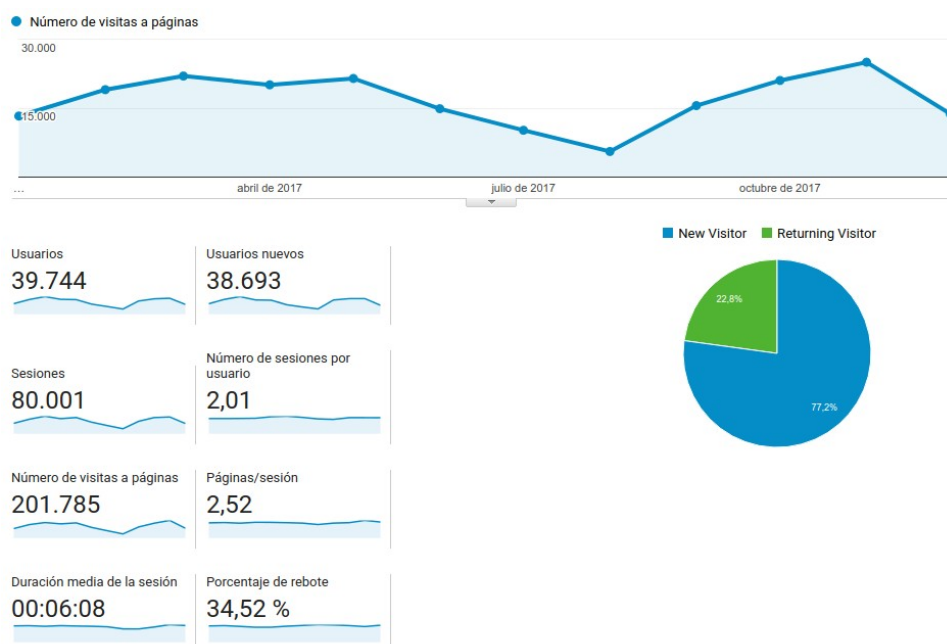 Número de visitas a páginas
30.000
15.000
...
abril de 2017
julio de 2017
octubre de 2017
New Visitor
Returning Visitor
22,8%
77,2%
Usuarios
39.744
Usuarios nuevos
38.693
Sesiones
80.001
Número de sesiones por
usuario
2,01
Número de visitas a páginas
201.785
Páginas/sesión
2,52
Duración media de la sesión
00:06:08
Porcentaje de rebote
34,52 %